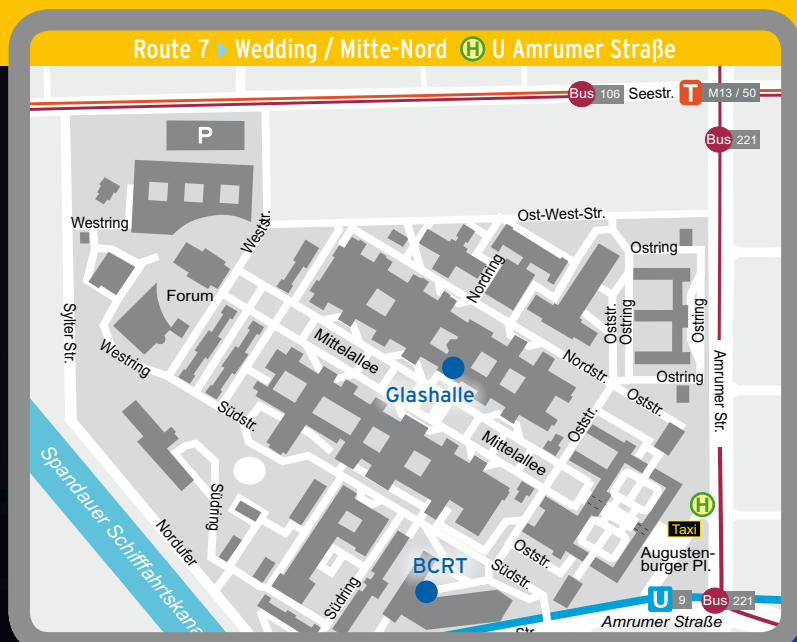 Route 7 Wedding / Mitte-Nord H U Amrumer Straße
Bus 106 Seestr. T M13 / 50
Bus 221
P
Westring
Weststr.
Ost-West-Str.
Ostring
Nordring
Forum
Oststr.
Ostring
Ostring
Sylter Str.
Mittelallee
Westring
Nordstr.
Amrumer Str.
Ostring
Glashalle
Oststr.
Südstr.
Oststr.
Mittelallee
Spandauer Schifffahrtskana
Südring
Nordufer
H
Taxi
Oststr.
Augusten-
burger Pl.
BCRT
Südstr.
Südring
U 9 Bus 221
Amrumer Straße